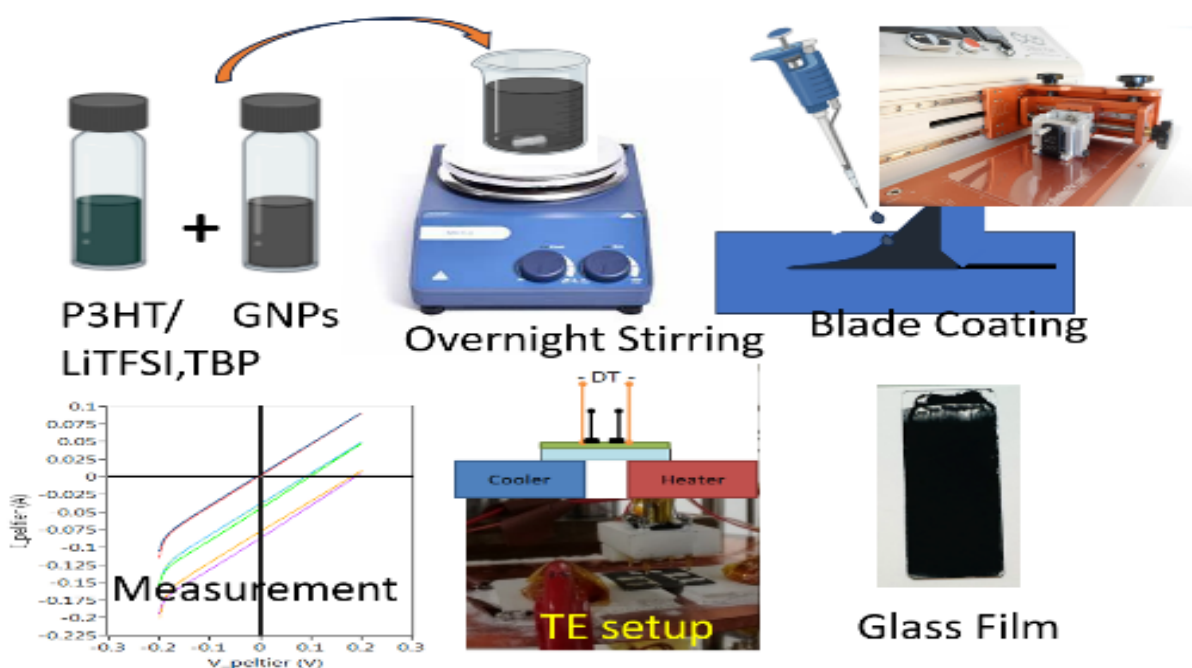 +
P3HT/
LiTFSI,TBP
GNPs
Overnight Stirring
Blade Coating
0.1
0.075
0.05
0.025
0
-0.025
-0.05
-0.075
-0.1
-0.125
-0.15
-0.175
-0.2
-0.225
-0.3
-0.2
-0.1
0
0.1
0.2
0.3
V_peltier (V)
Measurement
- DT -
Cooler
Heater
TE setup
Glass Film